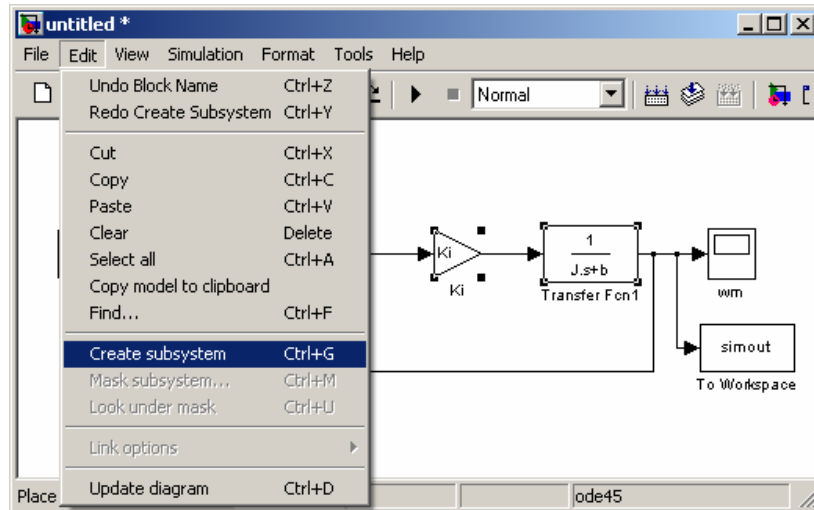 untitled *
File Edit View Simulation Format Tools Help
Normal
Undo Block Name Ctrl+Z
Redo Create Subsystem Ctrl+Y
Cut Ctrl+X
Copy Ctrl+C
Paste Ctrl+V
Clear Delete
Select all Ctrl+A
Copy model to clipboard
Find... Ctrl+F
Create subsystem Ctrl+G
Mask subsystem... Ctrl+M
Look under mask Ctrl+U
Link options
Update diagram Ctrl+D
Ki
Ki
1
J.s+b
Transfer Fcn1
wm
simout
To Workspace
Place
ode45